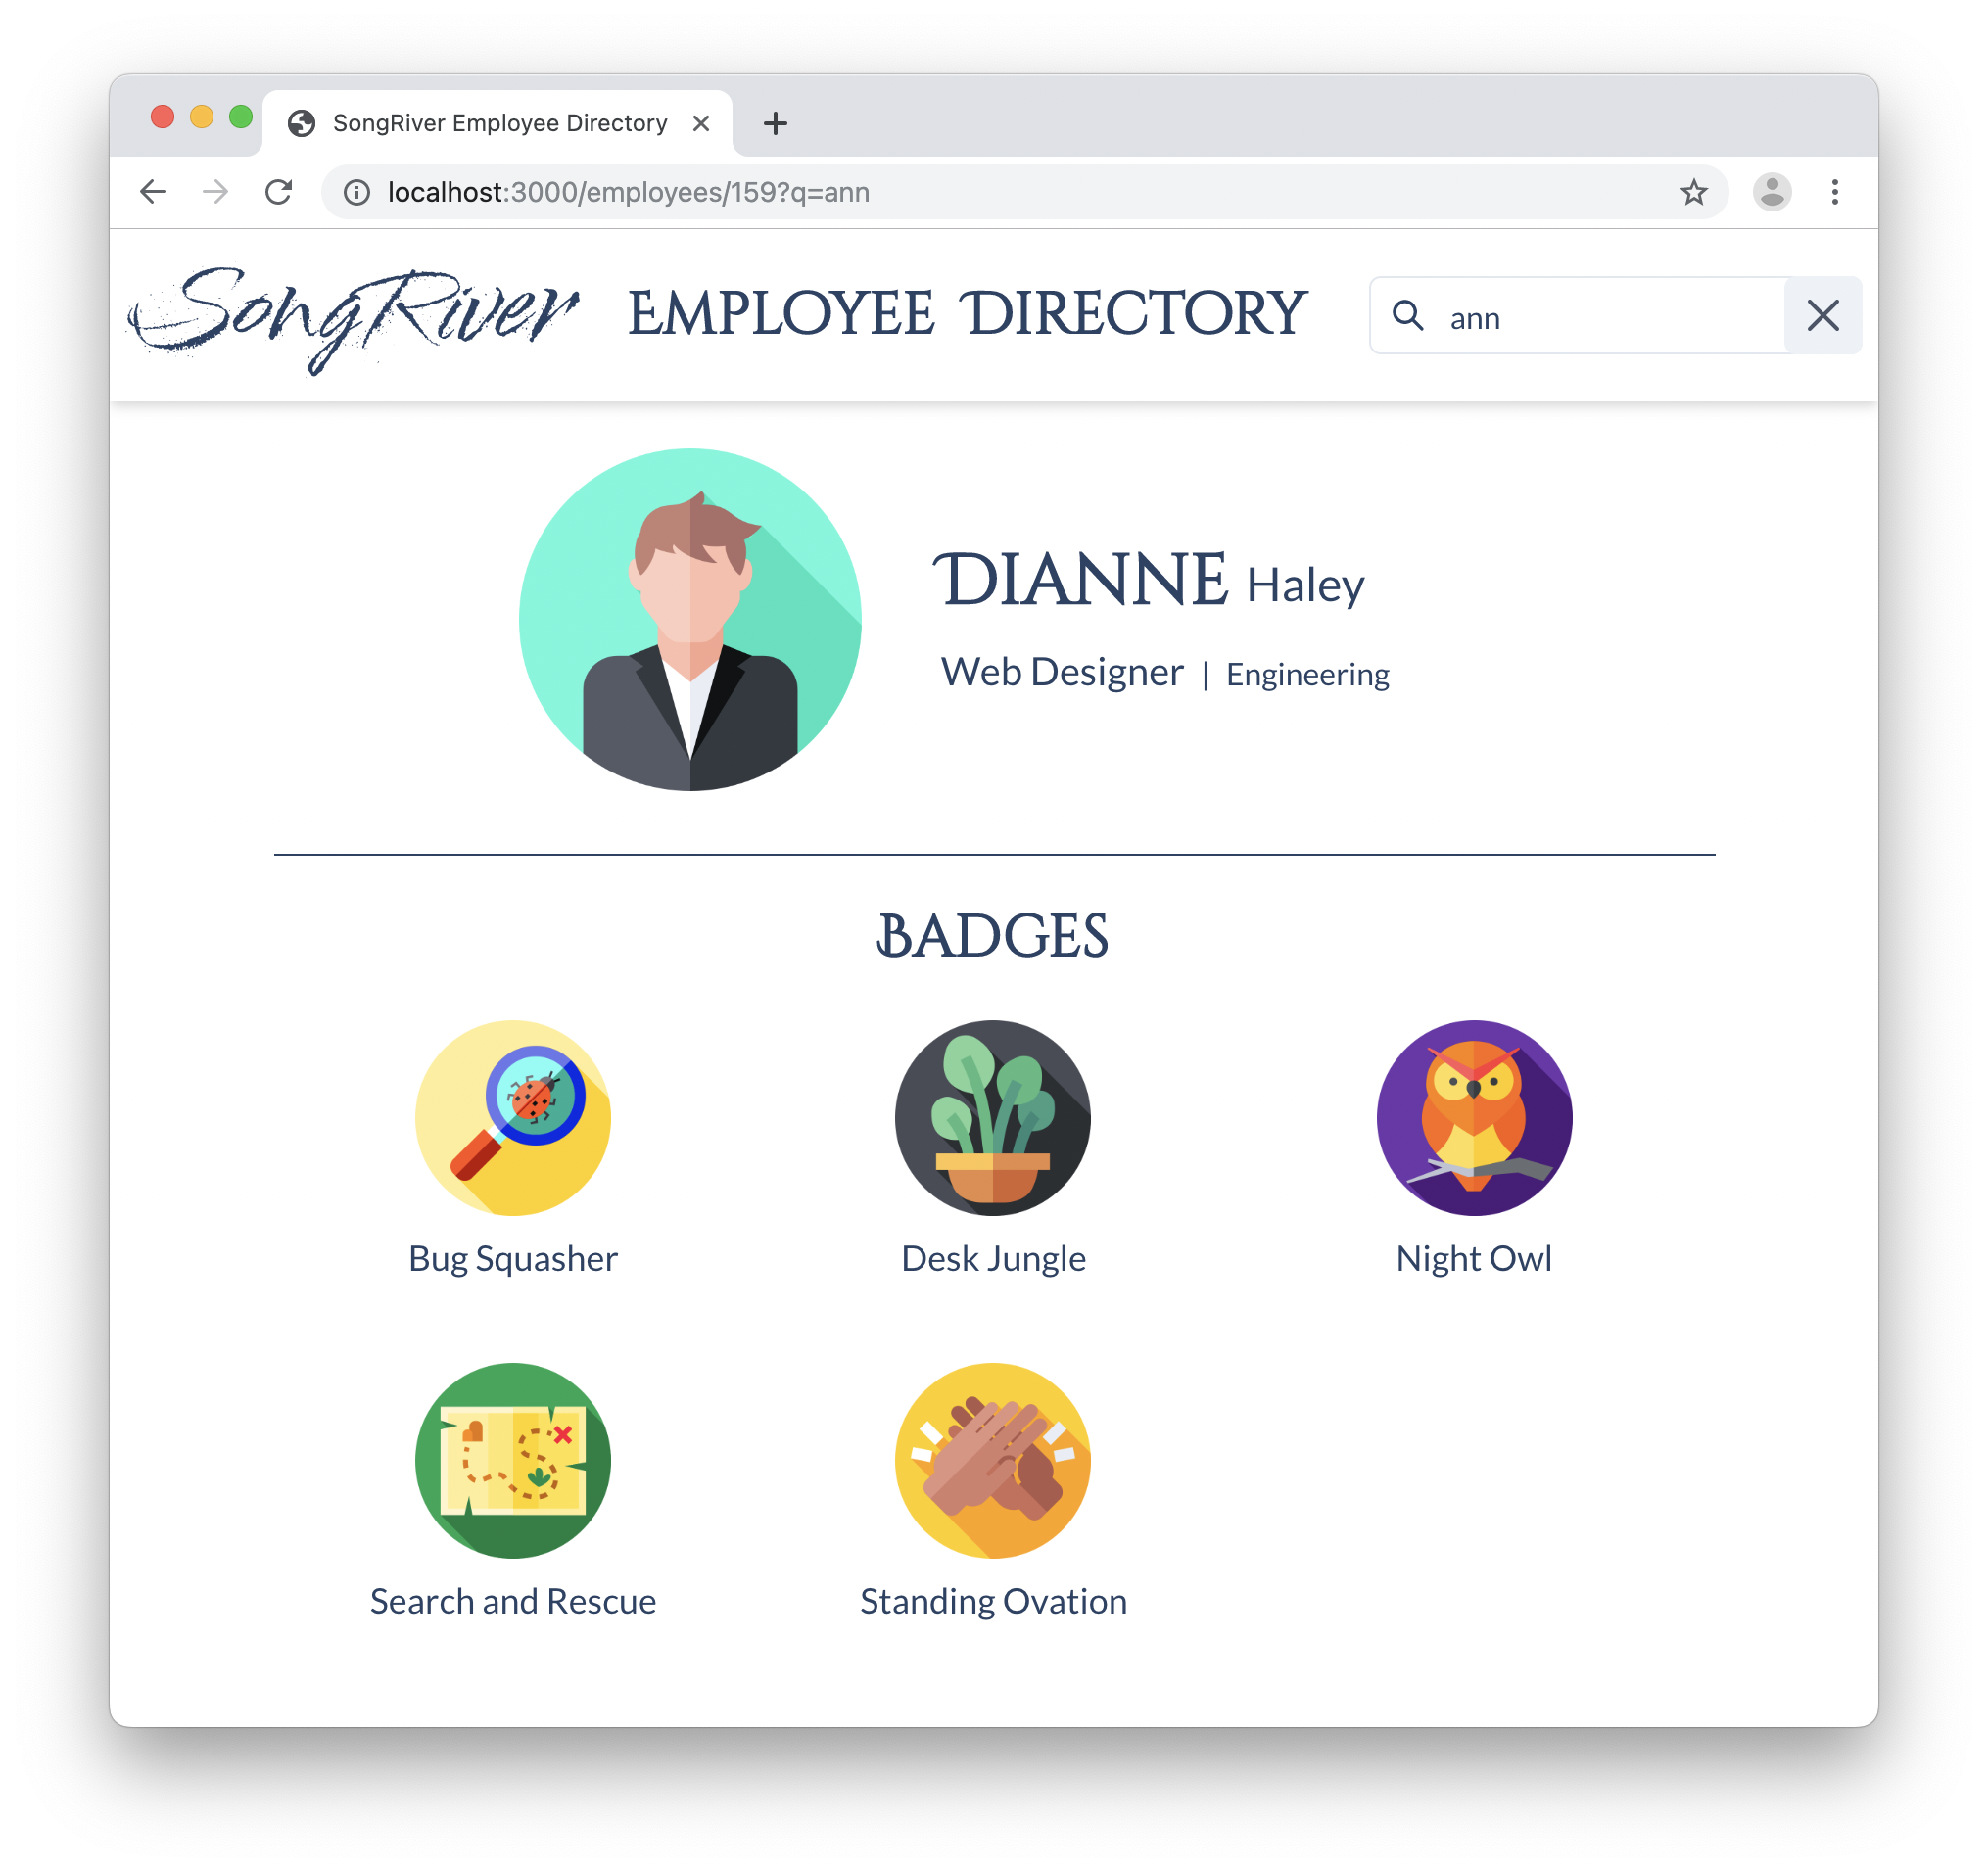 SongRiver Employee Directory
localhost:3000/employees/159?q=ann
SongRiver EMPLOYEE DIRECTORY ann
DIANNE Haley
Web Designer | Engineering
BADGES
Bug Squasher Desk Jungle Night Owl
Search and Rescue Standing Ovation